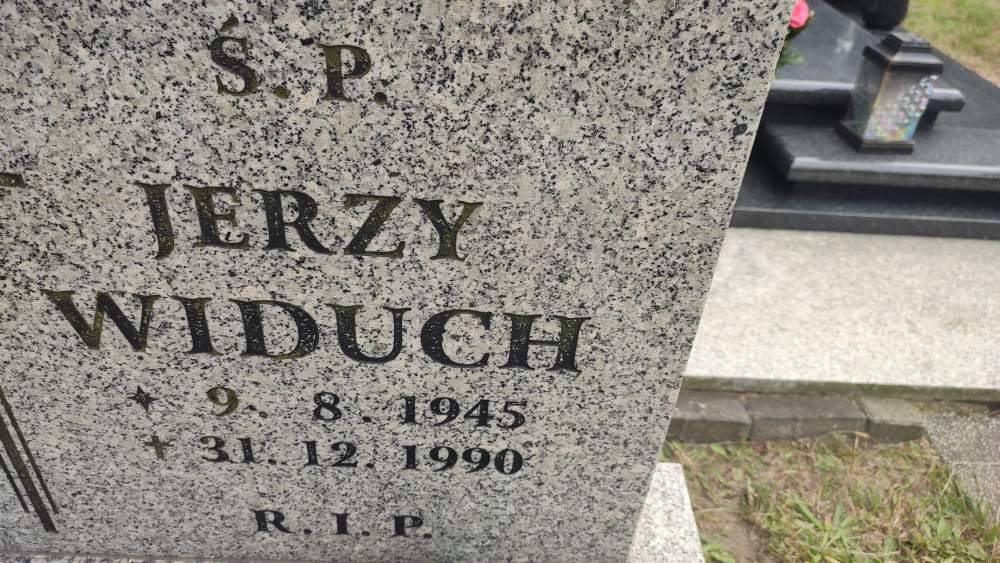 Ś.P.
JERZY
WIDUCH
* 9. 8. 1945
† 31. 12. 1990
R.I.P.